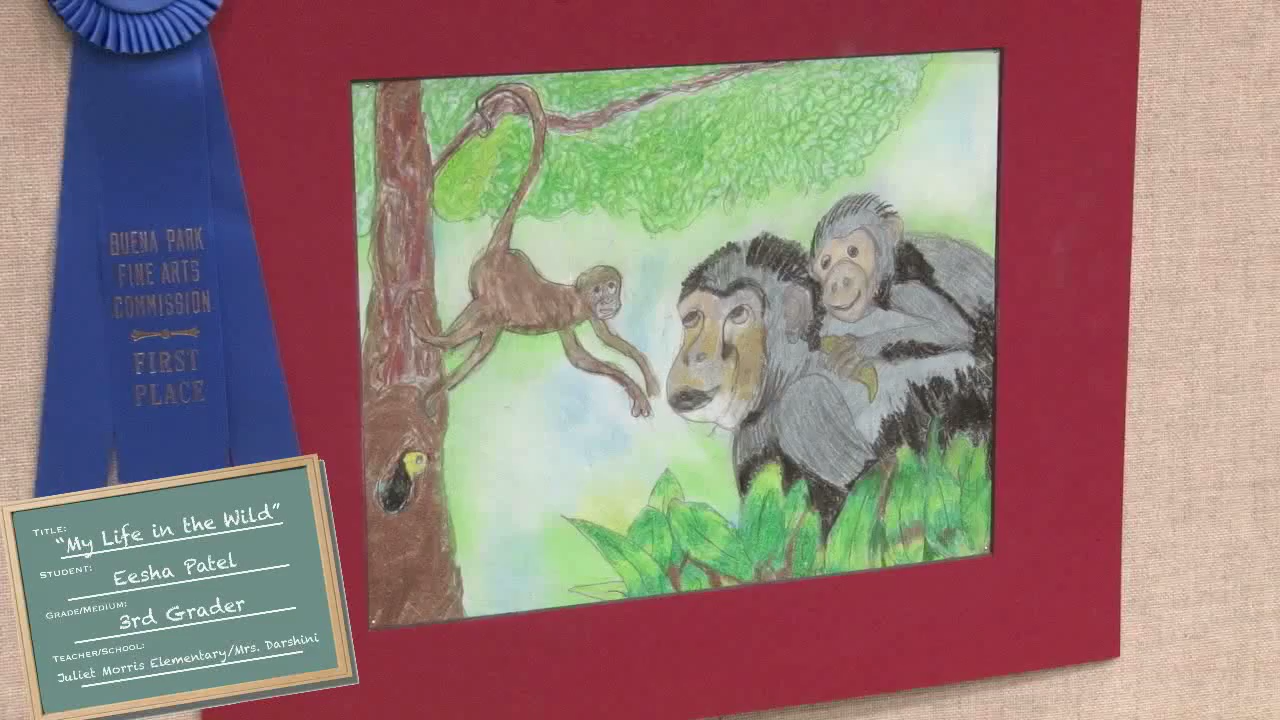 BUENA PARK
FINE ARTS
COMMISSION
FIRST
PLACE
TITLE:
"My Life in the Wild"
STUDENT:
Eesha Patel
GRADE/MEDIUM:
3rd Grader
TEACHER/SCHOOL:
Juliet Morris Elementary/Mrs. Darshini